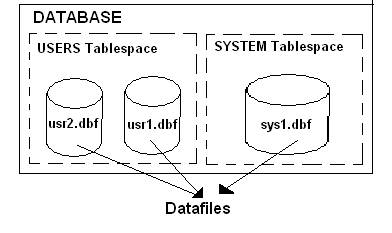 DATABASE
USERS Tablespace
SYSTEM Tablespace
usr2.dbf
usr1.dbf
sys1.dbf
Datafiles